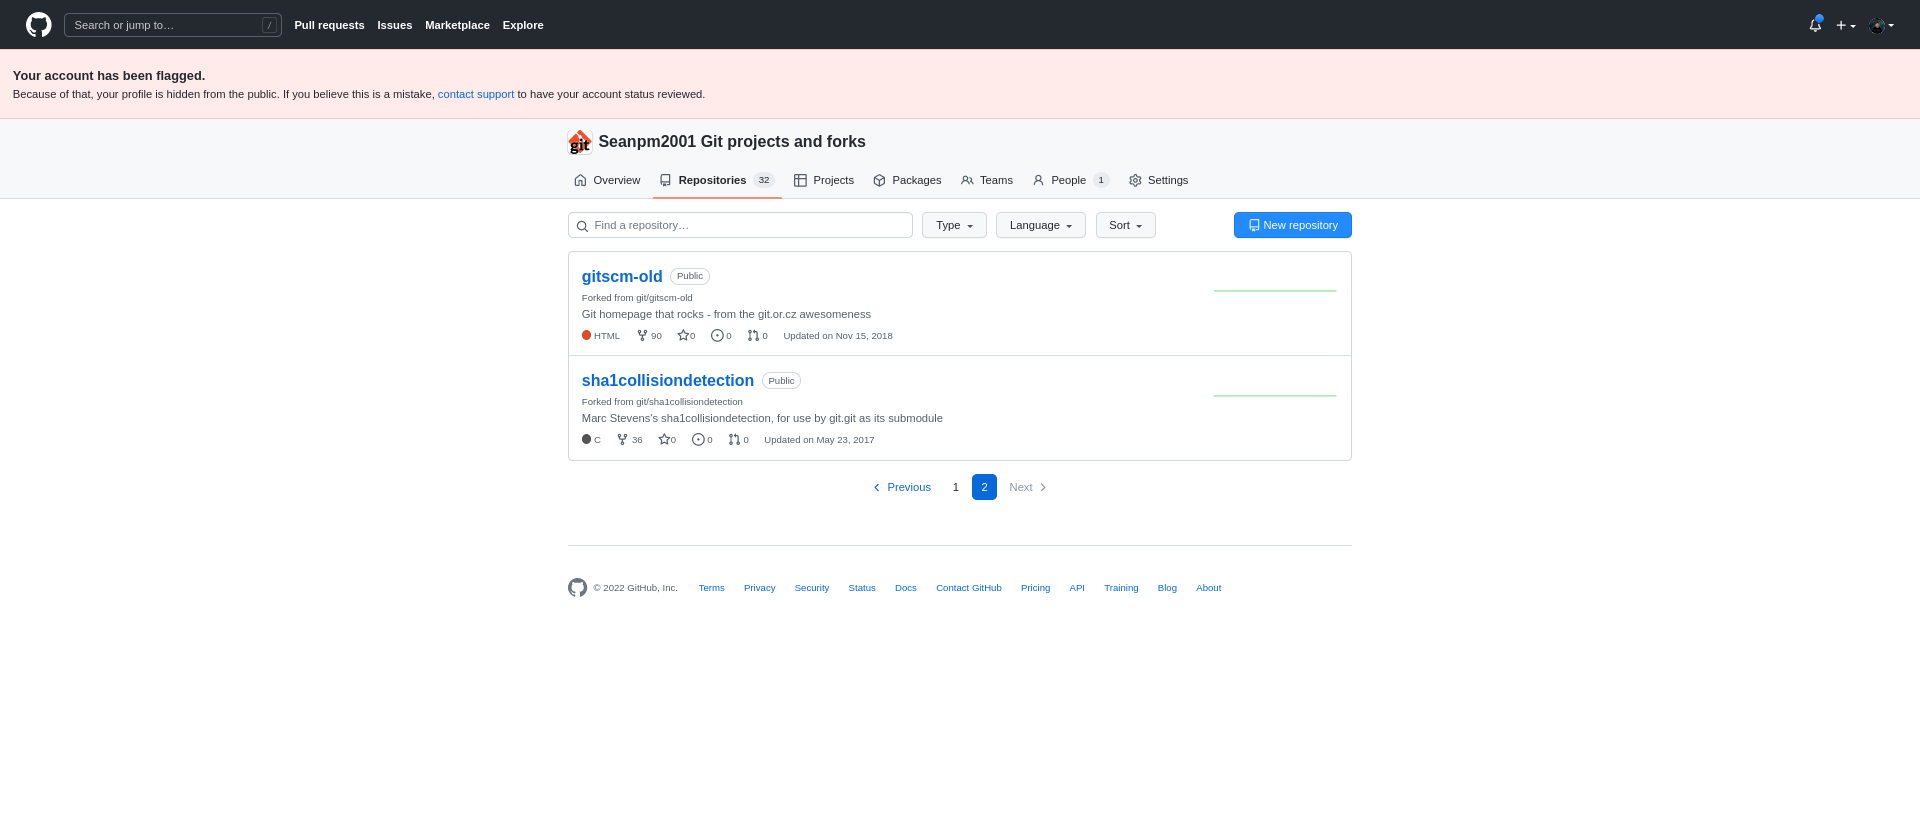 Search or jump to… /
Pull requests Issues Marketplace Explore
Your account has been flagged.
Because of that, your profile is hidden from the public. If you believe this is a mistake, contact support to have your account status reviewed.
git
Seanpm2001 Git projects and forks
Overview Repositories 32 Projects Packages Teams People 1 Settings
Find a repository… Type Language Sort New repository
gitscm-old Public
Forked from git/gitscm-old
Git homepage that rocks - from the git.or.cz awesomeness
HTML 90 0 0 0 Updated on Nov 15, 2018
sha1collisiondetection Public
Forked from git/sha1collisiondetection
Marc Stevens's sha1collisiondetection, for use by git.git as its submodule
C 36 0 0 0 Updated on May 23, 2017
Previous 1 2 Next
© 2022 GitHub, Inc. Terms Privacy Security Status Docs Contact GitHub Pricing API Training Blog About